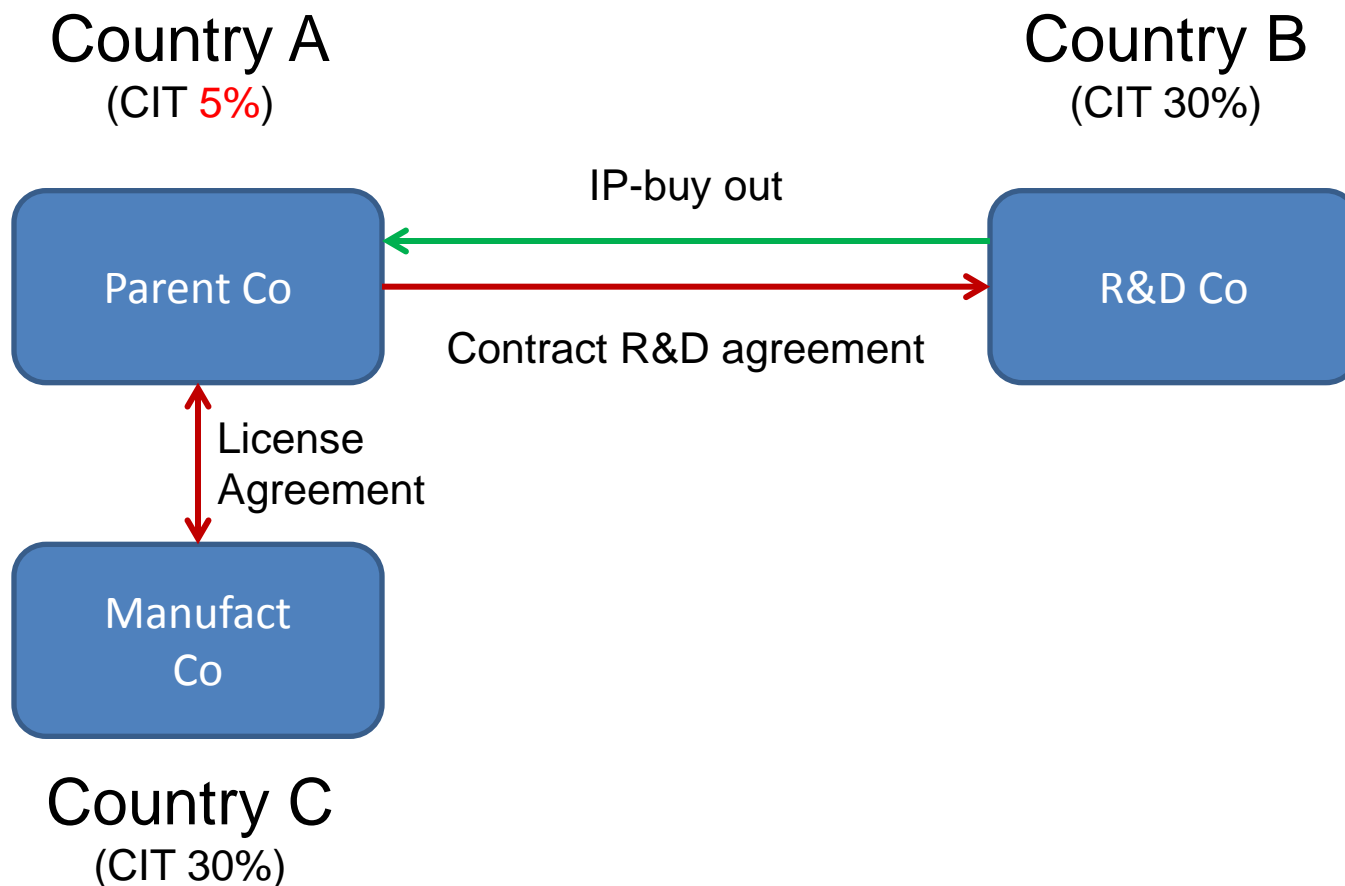 Country A
(CIT 5%)
Country B
(CIT 30%)
IP-buy out
Parent Co
R&D Co
Contract R&D agreement
License
Agreement
Manufact
Co
Country C
(CIT 30%)